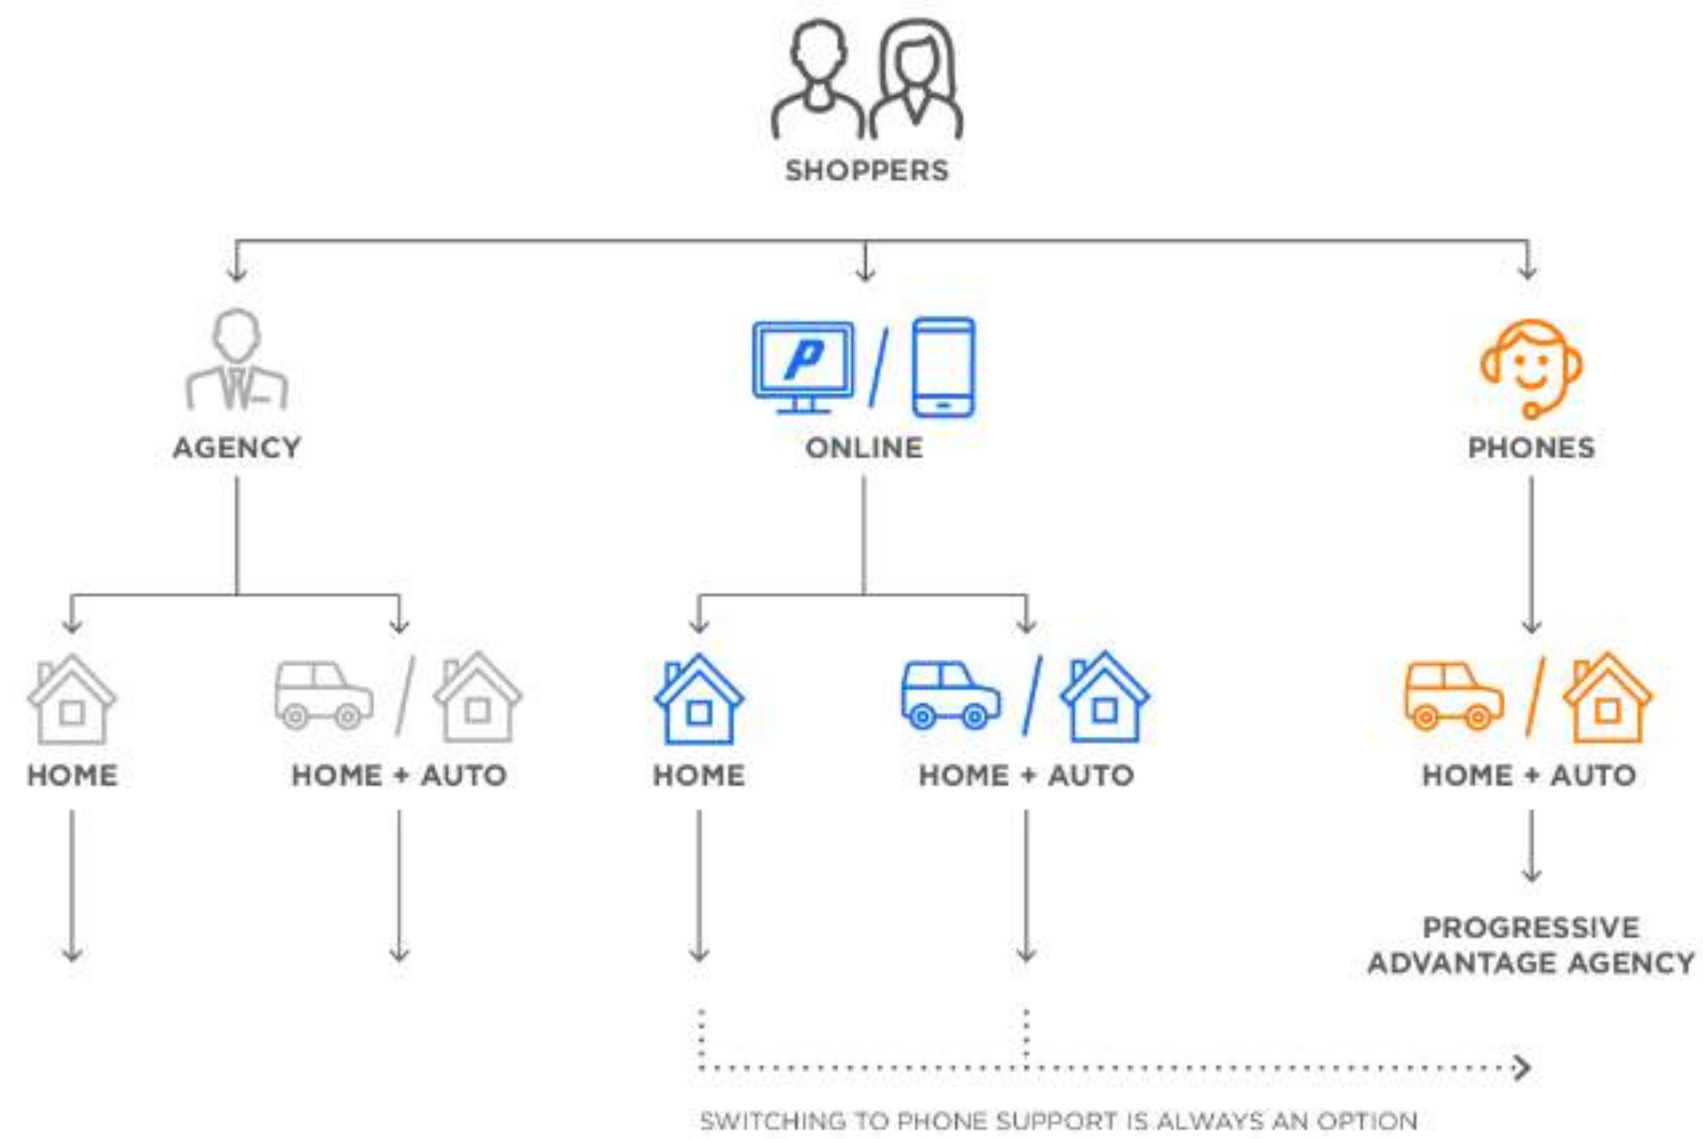 SHOPPERS
AGENCY
P
ONLINE
PHONES
HOME
HOME + AUTO
HOME
HOME + AUTO
HOME + AUTO
PROGRESSIVE
ADVANTAGE AGENCY
SWITCHING TO PHONE SUPPORT IS ALWAYS AN OPTION